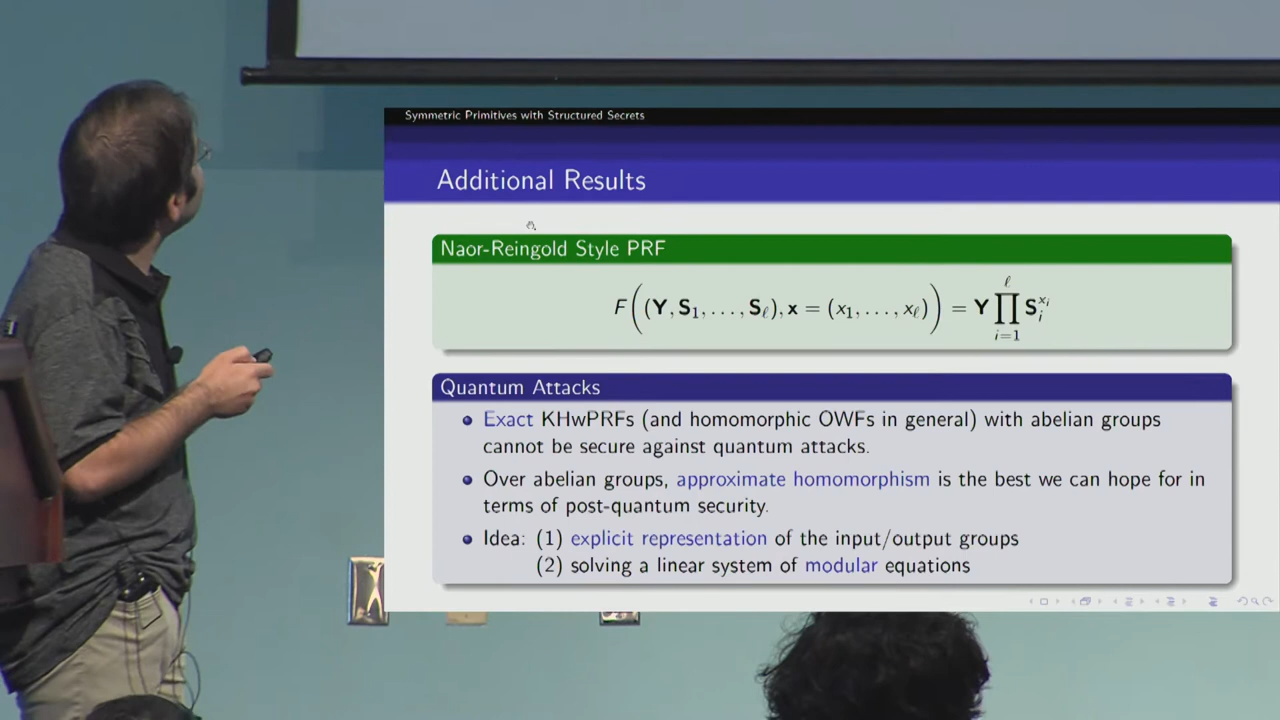 Symmetric Primitives with Structured Secrets
Additional Results
Naor-Reingold Style PRF
F((Y, S₁, . . . , S_ℓ), x = (x₁, . . . , x_ℓ)) = Y ∏_{i=1}^{ℓ} S_i^{x_i}
Quantum Attacks
Exact KHwPRFs (and homomorphic OWFs in general) with abelian groups
cannot be secure against quantum attacks.
Over abelian groups, approximate homomorphism is the best we can hope for in
terms of post-quantum security.
Idea: (1) explicit representation of the input/output groups
(2) solving a linear system of modular equations